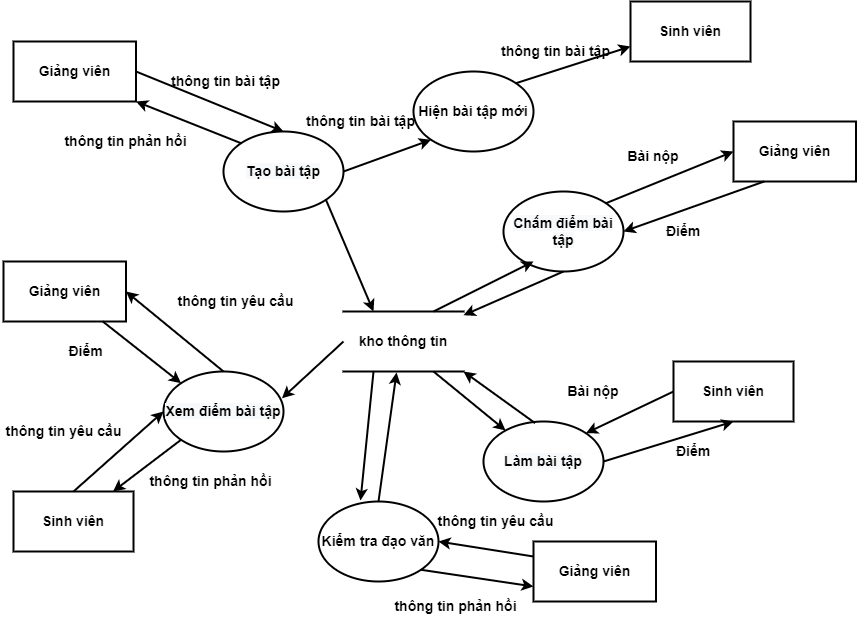 Sinh viên
thông tin bài tập
Giảng viên
thông tin bài tập
Hiện bài tập mới
thông tin bài tập
thông tin phản hồi
Tạo bài tập
Bài nộp
Giảng viên
Chấm điểm bài
tập
Điểm
Giảng viên
thông tin yêu cầu
kho thông tin
Điểm
Xem điểm bài tập
Bài nộp
Sinh viên
thông tin yêu cầu
Điểm
Làm bài tập
thông tin phản hồi
Sinh viên
thông tin yêu cầu
Kiểm tra đạo văn
Giảng viên
thông tin phản hồi